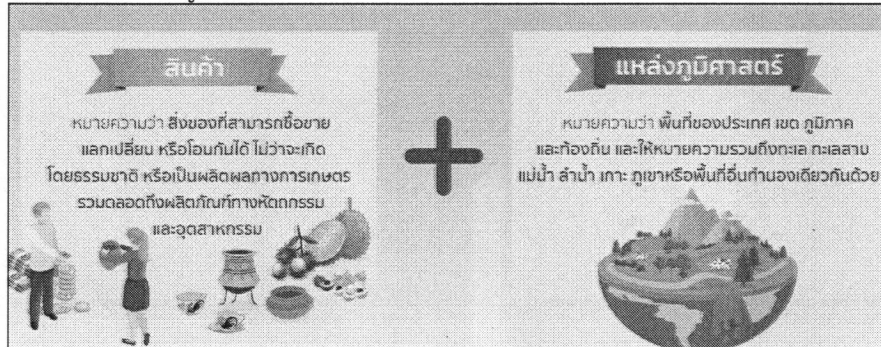 สินค้า
หมายความว่า สิ่งของที่สามารถซื้อขาย
แลกเปลี่ยน หรือโอนกันได้ ไม่ว่าจะเกิด
โดยธรรมชาติ หรือเป็นผลิตผลทางการเกษตร
รวมตลอดถึงผลิตภัณฑ์ทางหัตถกรรม
และอุตสาหกรรม
แหล่งภูมิศาสตร์
หมายความว่า พื้นที่ของประเทศ เขต ภูมิภาค
และท้องถิ่น และให้หมายความรวมถึงทะเล ทะเลสาบ
แม่น้ำ ลำน้ำ เกาะ ภูเขาหรือพื้นที่อื่นทำนองเดียวกันด้วย